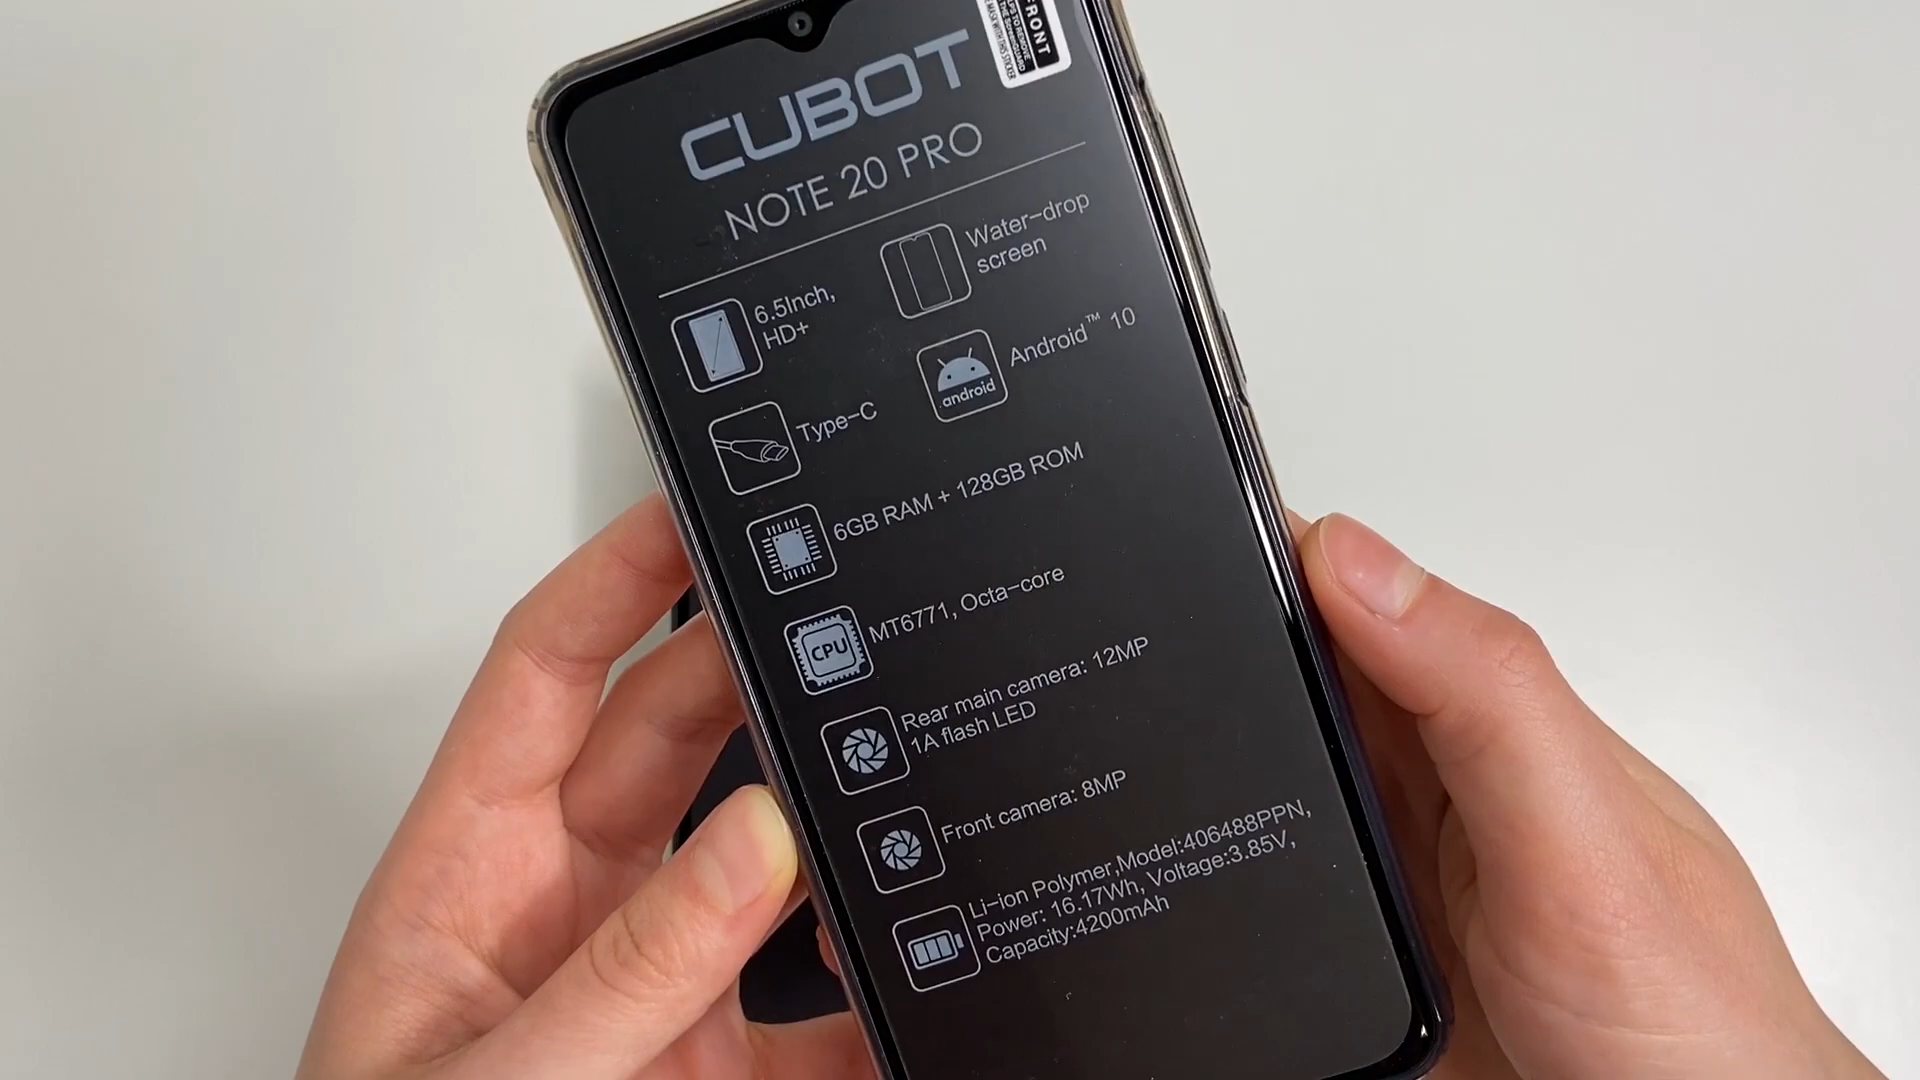 FRONT
CUBOT
NOTE 20 PRO
6.5Inch,
HD+
Water-drop
screen
Type-C
android
Android™ 10
6GB RAM + 128GB ROM
CPU
MT6771, Octa-core
Rear main camera: 12MP
1A flash LED
Front camera: 8MP
Li-ion Polymer,Model:406488PPN,
Power: 16.17Wh, Voltage:3.85V,
Capacity:4200mAh